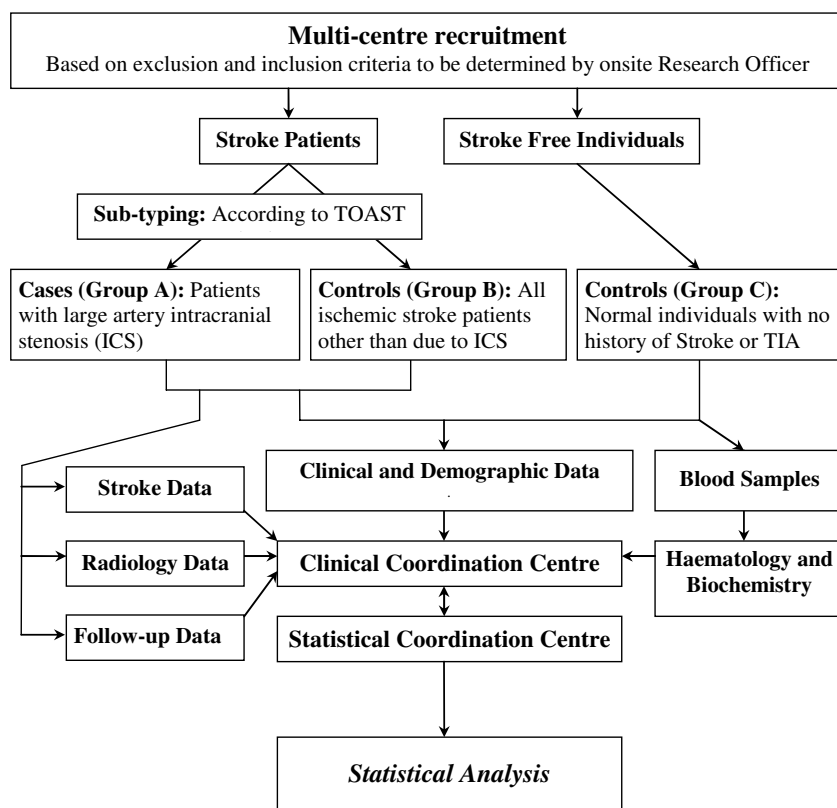 Multi-centre recruitment
Based on exclusion and inclusion criteria to be determined by onsite Research Officer
Stroke Patients
Stroke Free Individuals
Sub-typing: According to TOAST
Cases (Group A): Patients
with large artery intracranial
stenosis (ICS)
Controls (Group B): All
ischemic stroke patients
other than due to ICS
Controls (Group C):
Normal individuals with no
history of Stroke or TIA
Stroke Data
Clinical and Demographic Data
Blood Samples
Radiology Data
Clinical Coordination Centre
Haematology and
Biochemistry
Follow-up Data
Statistical Coordination Centre
Statistical Analysis